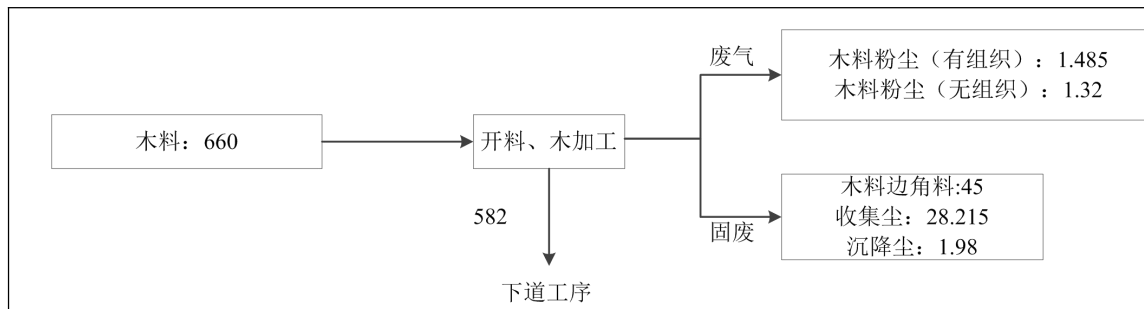 木料：660
开料、木加工
582
下道工序
废气
木料粉尘（有组织）：1.485
木料粉尘（无组织）：1.32
固废
木料边角料:45
收集尘：28.215
沉降尘：1.98